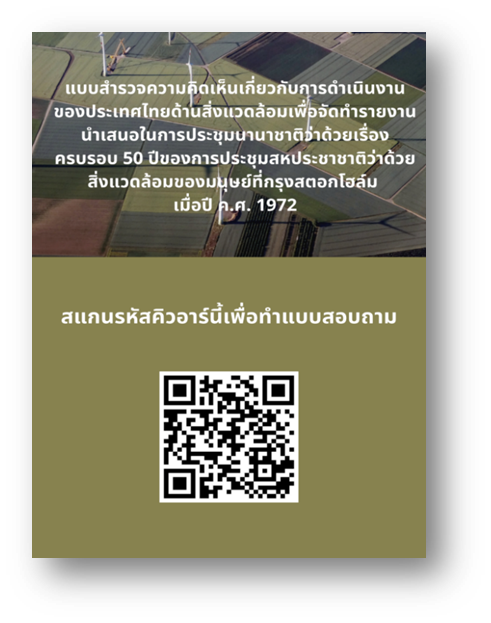 แบบสำรวจความคิดเห็นเกี่ยวกับการดำเนินงาน
ของประเทศไทยด้านสิ่งแวดล้อมเพื่อจัดทำรายงาน
นำเสนอในการประชุมนานาชาติว่าด้วยเรื่อง
ครบรอบ 50 ปีของการประชุมสหประชาชาติว่าด้วย
สิ่งแวดล้อมของมนุษย์ที่กรุงสตอกโฮล์ม
เมื่อปี ค.ศ. 1972
สแกนรหัสคิวอาร์นี้เพื่อทำแบบสอบถาม